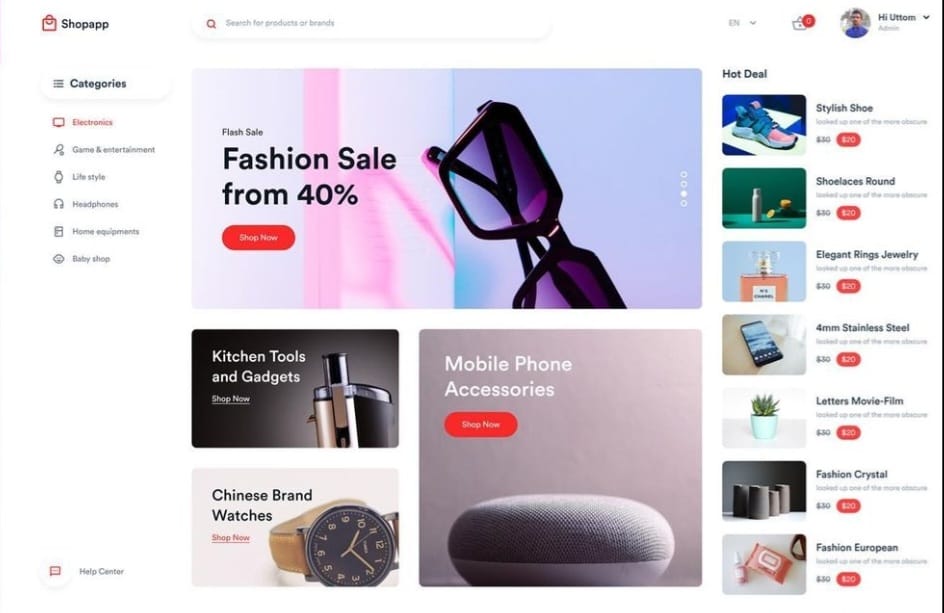 Shopapp
Search for products or brands
EN
0
Hi Uttom
Admin
Categories
Electronics
Game & entertainment
Life style
Headphones
Home equipments
Baby shop
Help Center
Flash Sale
Fashion Sale
from 40%
Shop Now
Kitchen Tools
and Gadgets
Shop Now
Chinese Brand
Watches
Shop Now
Mobile Phone
Accessories
Shop Now
Hot Deal
Stylish Shoe
looked up one of the more obscure
$30 $20
Shoelaces Round
looked up one of the more obscure
$30 $20
Elegant Rings Jewelry
looked up one of the more obscure
$30 $20
N°5
CHANEL
4mm Stainless Steel
looked up one of the more obscure
$30 $20
Letters Movie-Film
looked up one of the more obscure
$30 $20
Fashion Crystal
looked up one of the more obscure
$30 $20
Fashion European
looked up one of the more obscure
$30 $20